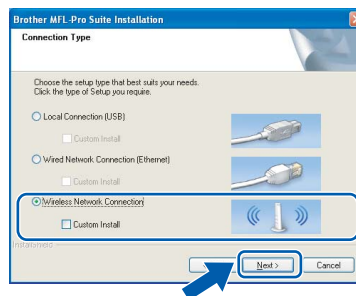 Brother MFL-Pro Suite Installation
Connection Type
Choose the setup type that best suits your needs.
Click the type of Setup you require.
Local Connection (USB)
Custom Install
Wired Network Connection (Ethernet)
Custom Install
Wireless Network Connection
Custom Install
InstallShield
Next >
Cancel